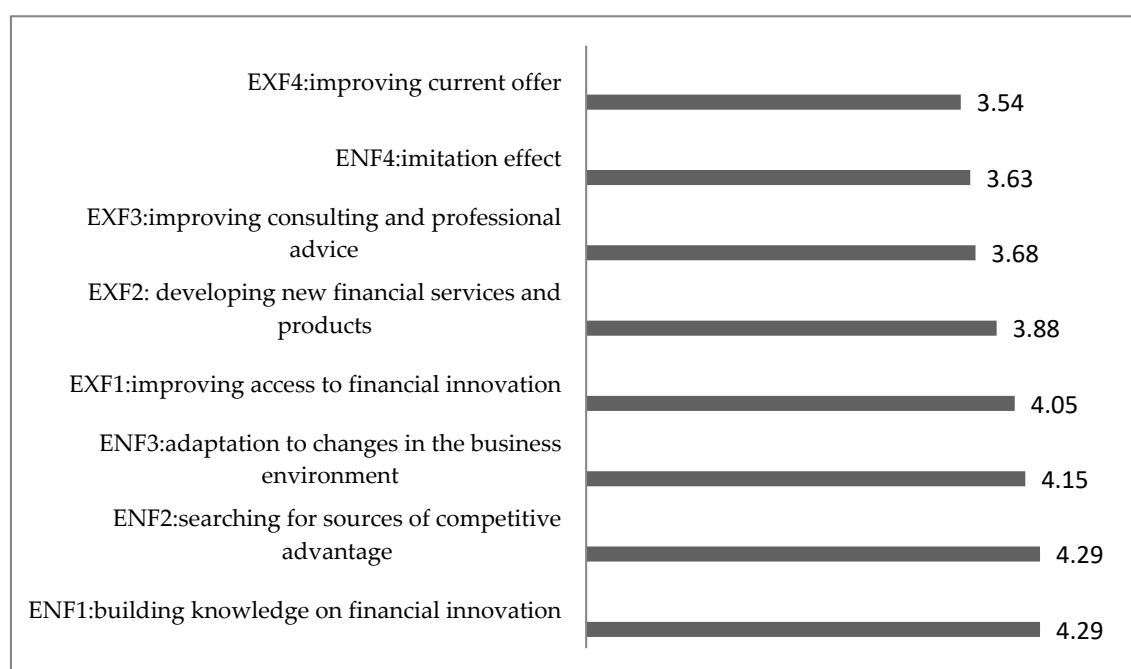 EXF4:improving current offer
3.54
ENF4:imitation effect
3.63
EXF3:improving consulting and professional
advice
3.68
EXF2: developing new financial services and
products
3.88
EXF1:improving access to financial innovation
4.05
ENF3:adaptation to changes in the business
environment
4.15
ENF2:searching for sources of competitive
advantage
4.29
ENF1:building knowledge on financial innovation
4.29